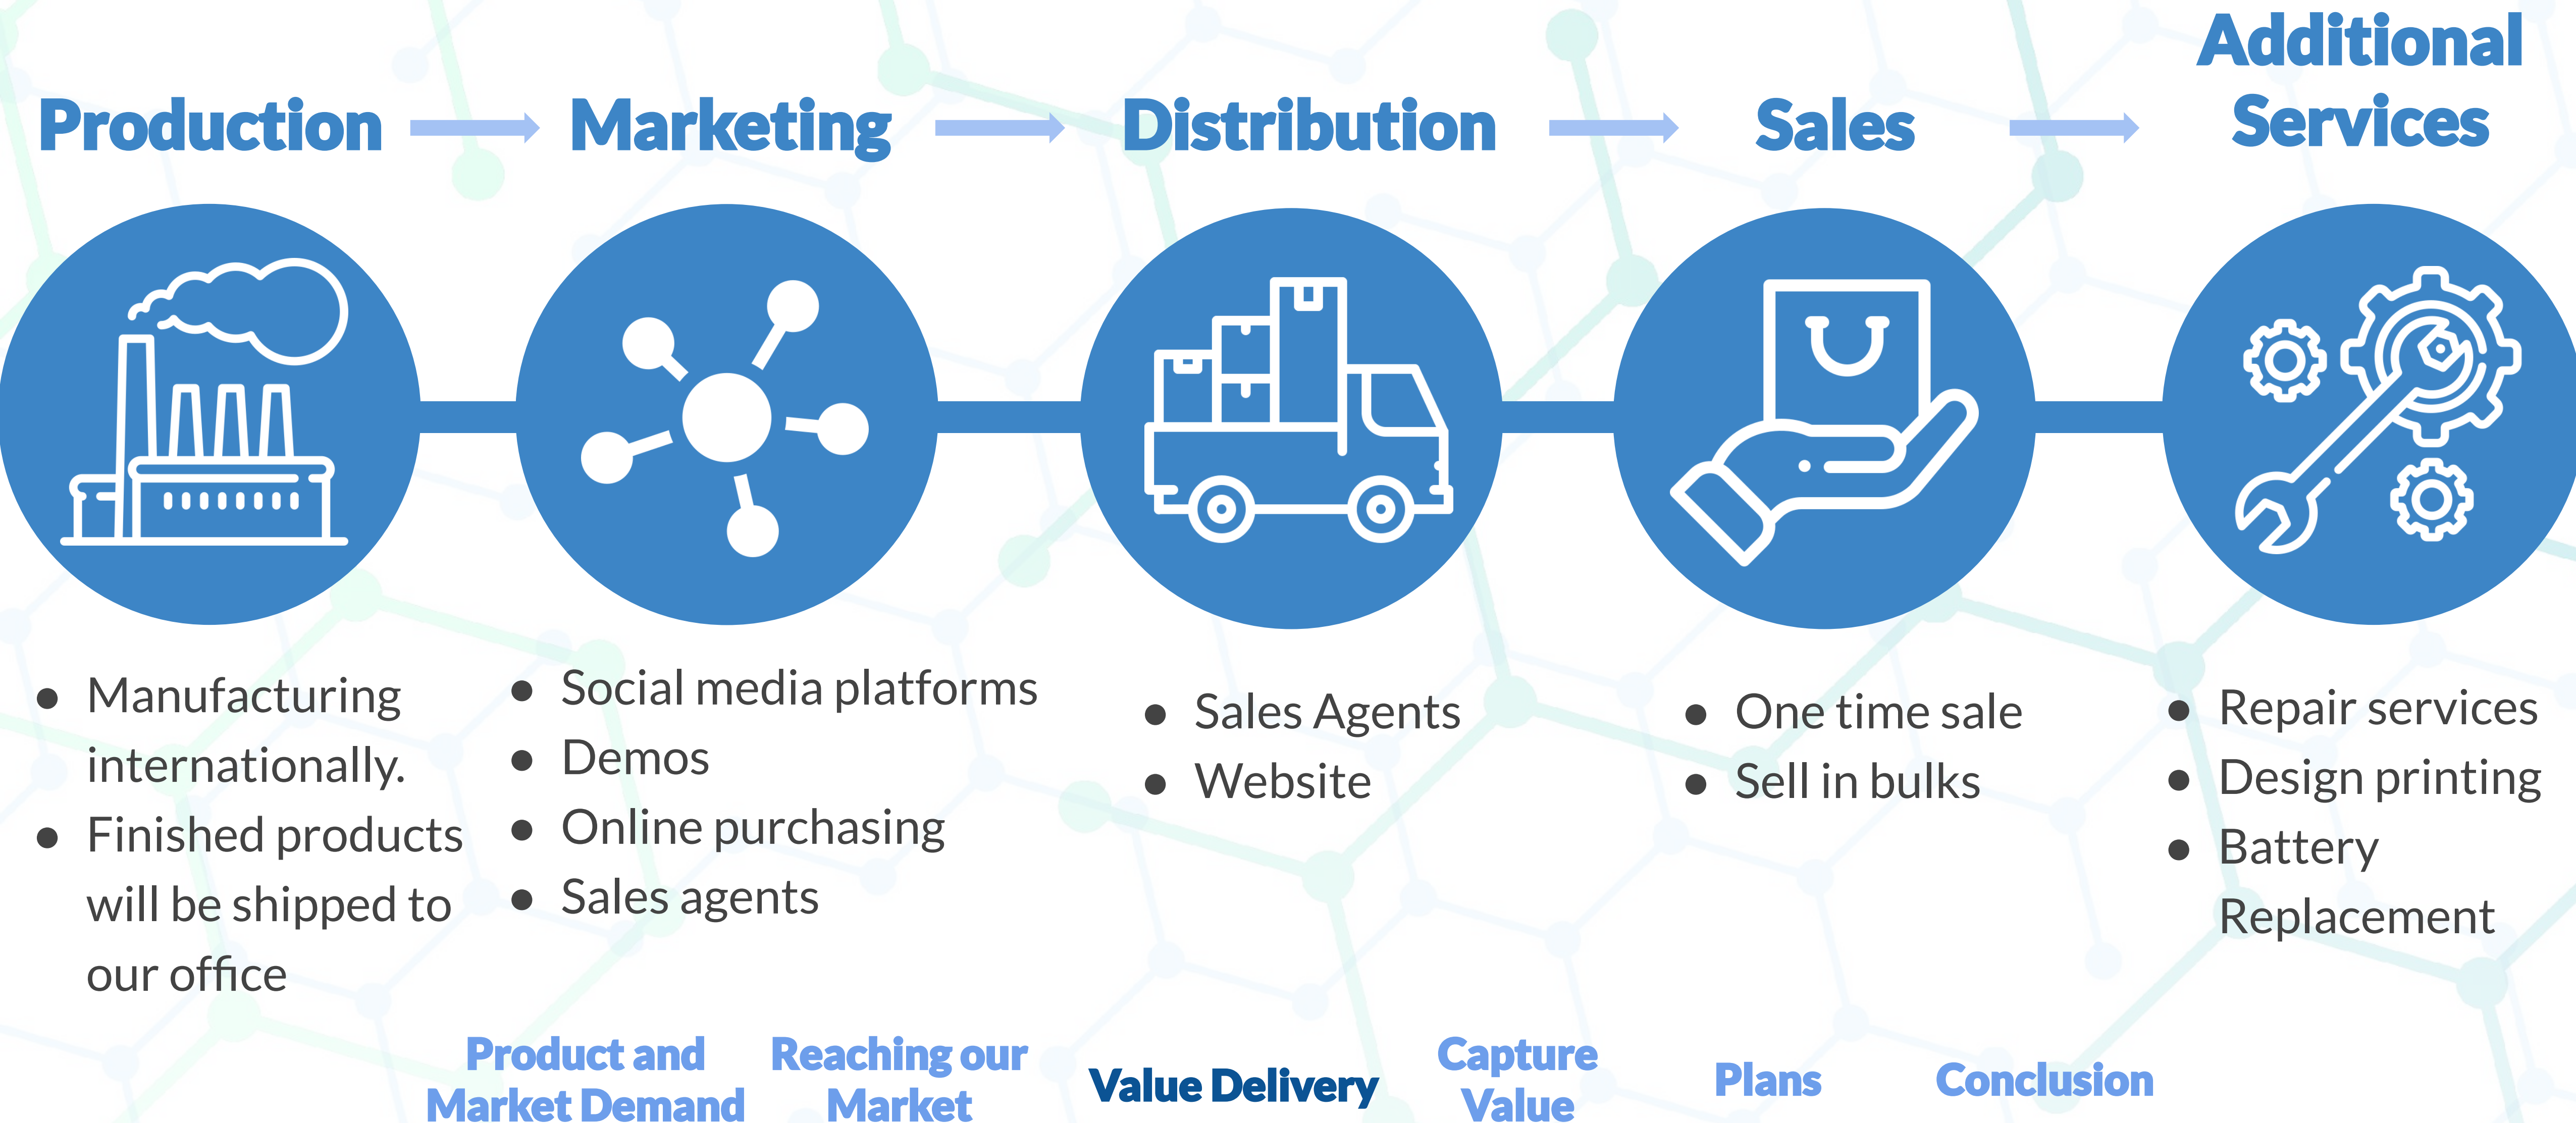 Production
Marketing
Distribution
Sales
Additional
Services
● Manufacturing
internationally.
● Finished products
will be shipped to
our office
● Social media platforms
● Demos
● Online purchasing
● Sales agents
● Sales Agents
● Website
● One time sale
● Sell in bulks
● Repair services
● Design printing
● Battery
Replacement
Product and
Market Demand
Reaching our
Market
Value Delivery
Capture
Value
Plans
Conclusion